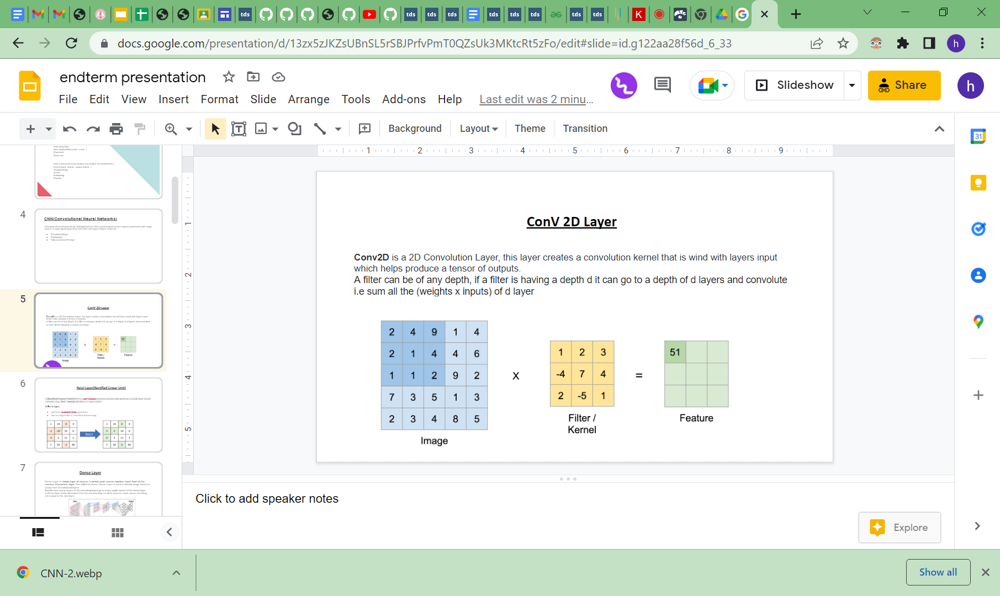 tds tds tds tds tds tds tds tds tds K
docs.google.com/presentation/d/13zx5zJKZsUBnSL5rSBJPrfvPmT0QZsUk3MKtcRt5zFo/edit#slide=id.g122aa28f56d_6_33
h
endterm presentation
Slideshow
Share
h
File Edit View Insert Format Slide Arrange Tools Add-ons Help Last edit was 2 minu...
Background Layout Theme Transition
31
1 2 3 4 5 6 7 8 9
1
2
3
4
5
4
CNN(Convolutional Neural Networks)
Convolutional layer
Pooling layer
Fully-connected (FC) layer
5
ConV 2D Layer
6
ReLU Layer(Rectified Linear Unit)
ReLU
7
Dense Layer
ConV 2D Layer
Conv2D is a 2D Convolution Layer, this layer creates a convolution kernel that is wind with layers input
which helps produce a tensor of outputs.
A filter can be of any depth, if a filter is having a depth d it can go to a depth of d layers and convolute
i.e sum all the (weights x inputs) of d layer
2 4 9 1 4
2 1 4 4 6
1 1 2 9 2
7 3 5 1 3
2 3 4 8 5
Image
x
1 2 3
-4 7 4
2 -5 1
Filter /
Kernel
=
51
Feature
Click to add speaker notes
Explore
CNN-2.webp
Show all